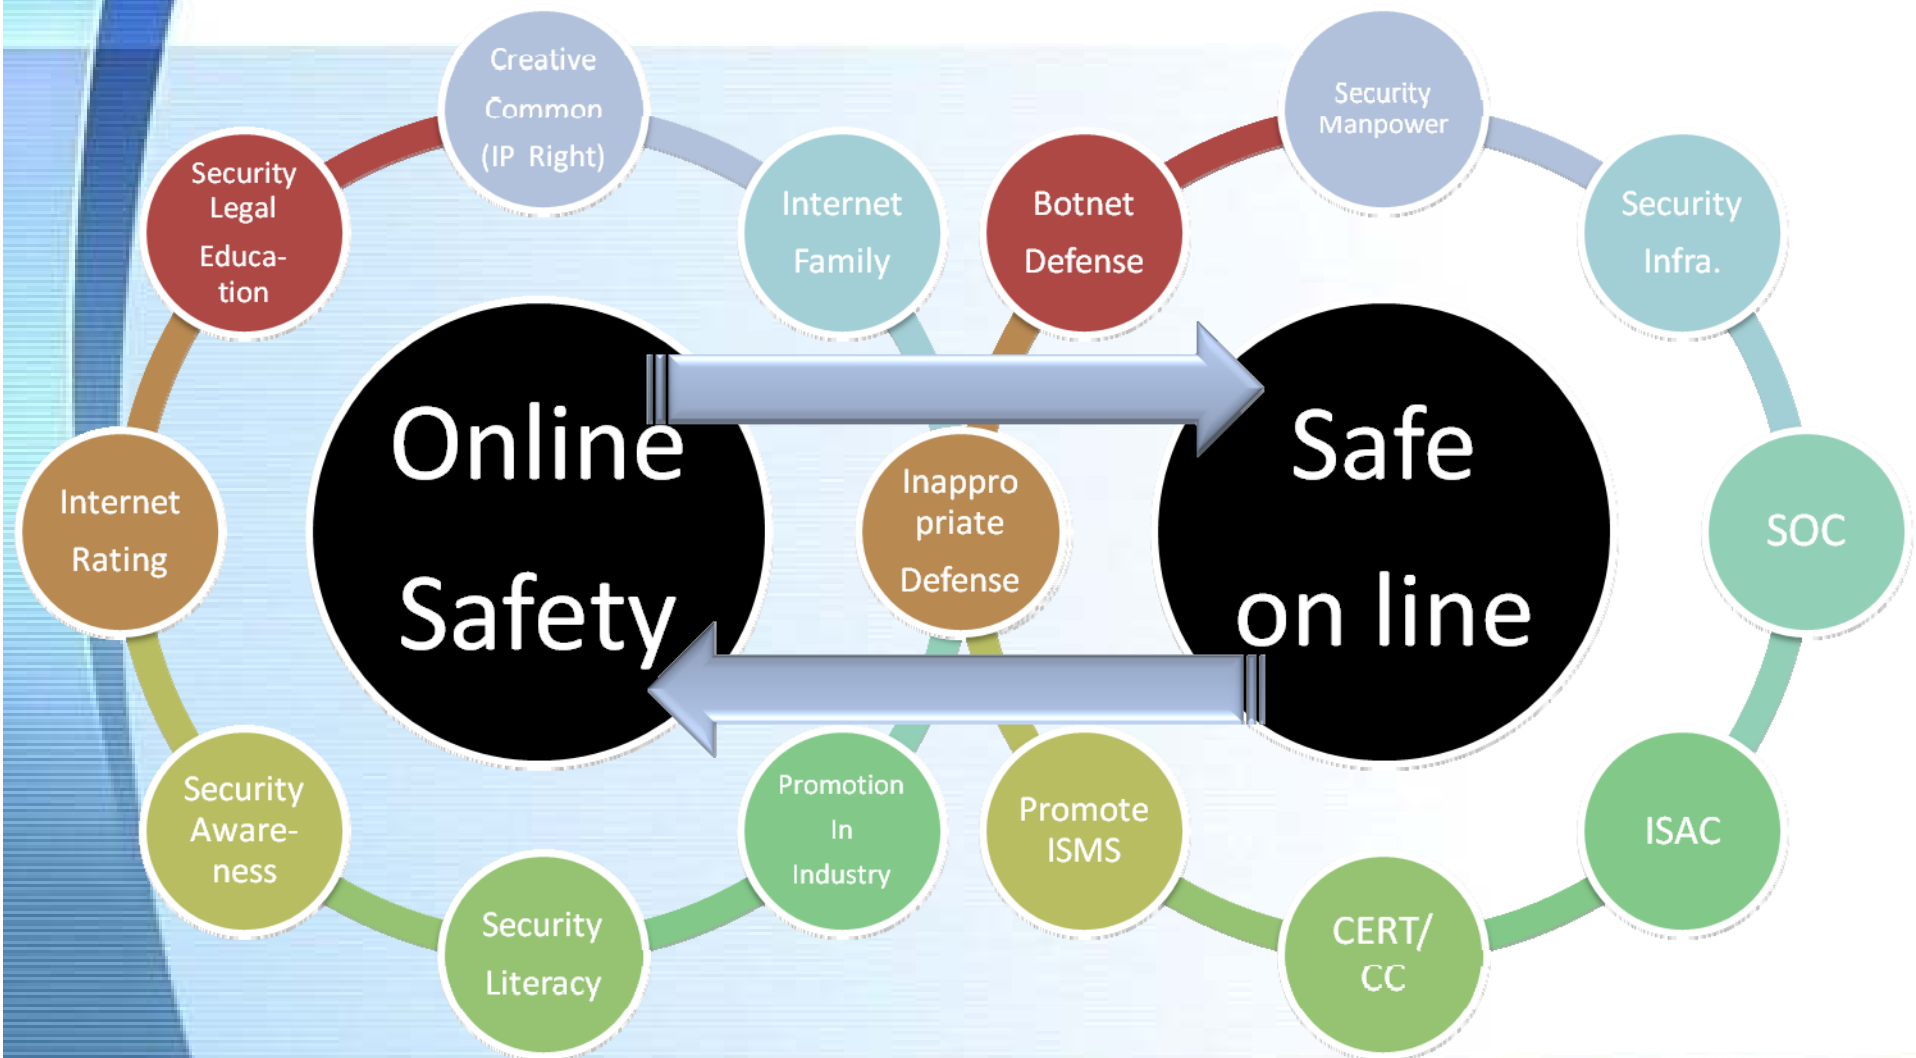 Creative
Common
(IP Right)
Security
Manpower
Security
Legal
Educa-
tion
Internet
Family
Botnet
Defense
Security
Infra.
Online
Safety
Safe
on line
Internet
Rating
Inappro
priate
Defense
SOC
Security
Aware-
ness
Promotion
In
Industry
Promote
ISMS
ISAC
Security
Literacy
CERT/
CC